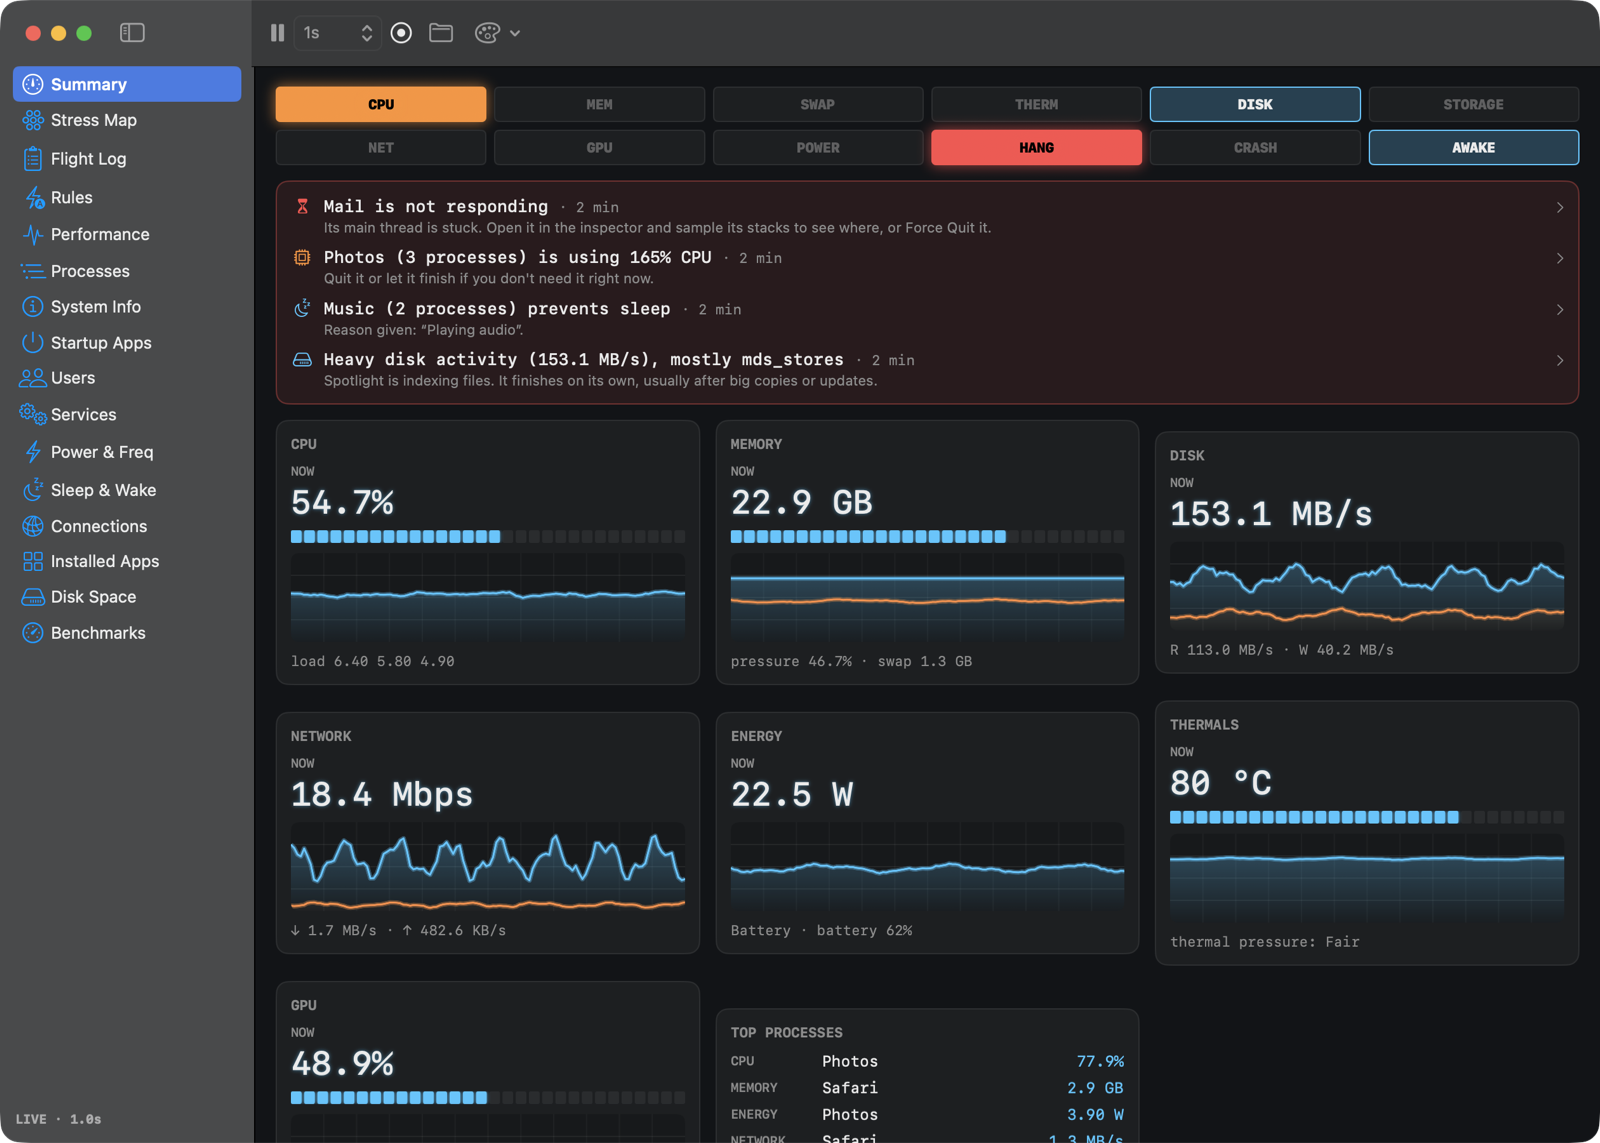 1s
Summary
Stress Map
Flight Log
Rules
Performance
Processes
System Info
Startup Apps
Users
Services
Power & Freq
Sleep & Wake
Connections
Installed Apps
Disk Space
Benchmarks
LIVE · 1.0s
CPU MEM SWAP THERM DISK STORAGE
NET GPU POWER HANG CRASH AWAKE
Mail is not responding · 2 min
Its main thread is stuck. Open it in the inspector and sample its stacks to see where, or Force Quit it.
Photos (3 processes) is using 165% CPU · 2 min
Quit it or let it finish if you don't need it right now.
Music (2 processes) prevents sleep · 2 min
Reason given: “Playing audio”.
Heavy disk activity (153.1 MB/s), mostly mds_stores · 2 min
Spotlight is indexing files. It finishes on its own, usually after big copies or updates.
CPU
NOW
54.7%
load 6.40 5.80 4.90
MEMORY
NOW
22.9 GB
pressure 46.7% · swap 1.3 GB
DISK
NOW
153.1 MB/s
R 113.0 MB/s · W 40.2 MB/s
NETWORK
NOW
18.4 Mbps
↓ 1.7 MB/s · ↑ 482.6 KB/s
ENERGY
NOW
22.5 W
Battery · battery 62%
THERMALS
NOW
80 °C
thermal pressure: Fair
GPU
NOW
48.9%
TOP PROCESSES
CPU Photos 77.9%
MEMORY Safari 2.9 GB
ENERGY Photos 3.90 W
NETWORK Safari 1.3 MB/s